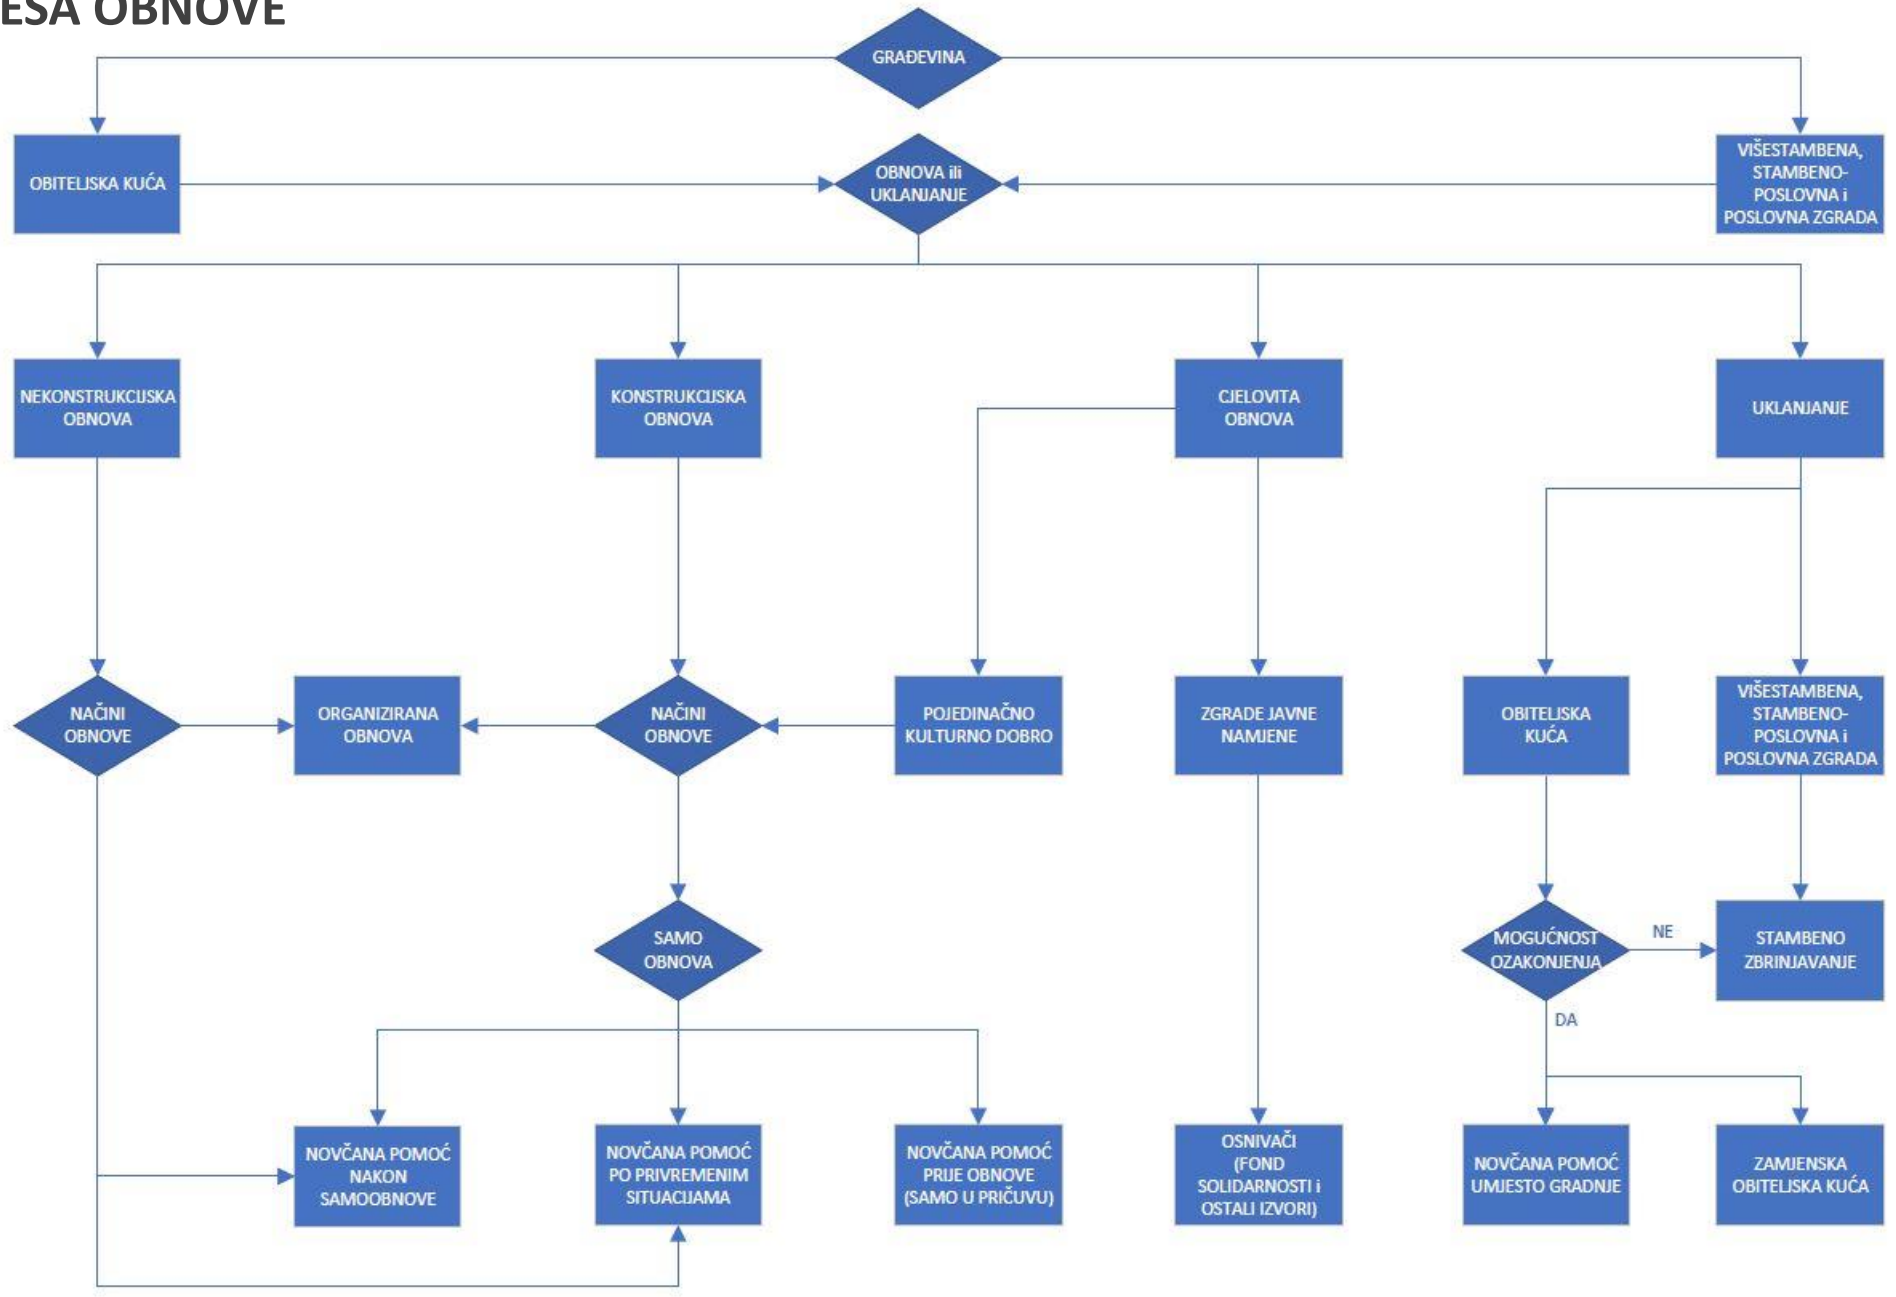 ESA OBNOVE
GRAĐEVINA
OBITELJSKA KUĆA
OBNOVA ili
UKLANJANJE
VIŠESTAMBENA,
STAMBENO-
POSLOVNA i
POSLOVNA ZGRADA
NEKONSTRUKCIJSKA
OBNOVA
KONSTRUKCIJSKA
OBNOVA
CJELOVITA
OBNOVA
UKLANJANJE
NAČINI
OBNOVE
ORGANIZIRANA
OBNOVA
NAČINI
OBNOVE
POJEDINAČNO
KULTURNO DOBRO
ZGRADE JAVNE
NAMJENE
OBITELJSKA
KUĆA
VIŠESTAMBENA,
STAMBENO-
POSLOVNA i
POSLOVNA ZGRADA
SAMO
OBNOVA
MOGUĆNOST
OZAKONJENJA
NE
STAMBENO
ZBRINJAVANJE
DA
NOVČANA POMOĆ
NAKON
SAMOOBNOVE
NOVČANA POMOĆ
PO PRIVREMENIM
SITUACIJAMA
NOVČANA POMOĆ
PRIJE OBNOVE
(SAMO U PRIČUVU)
OSNIVAČI
(FOND
SOLIDARNOSTI i
OSTALI IZVORI)
NOVČANA POMOĆ
UMJESTO GRADNJE
ZAMJENSKA
OBITELJSKA KUĆA